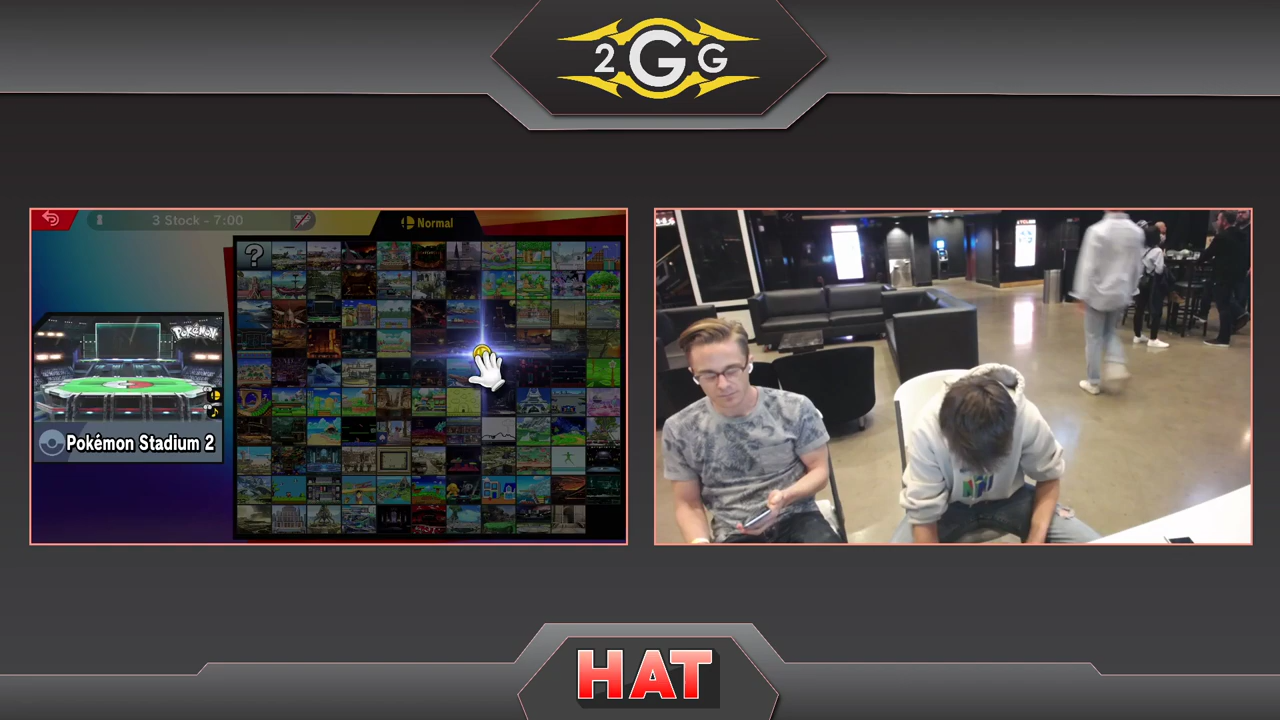 2GG
3 Stock - 7:00
Normal
?
POKéMON
Pokémon Stadium 2
HAT